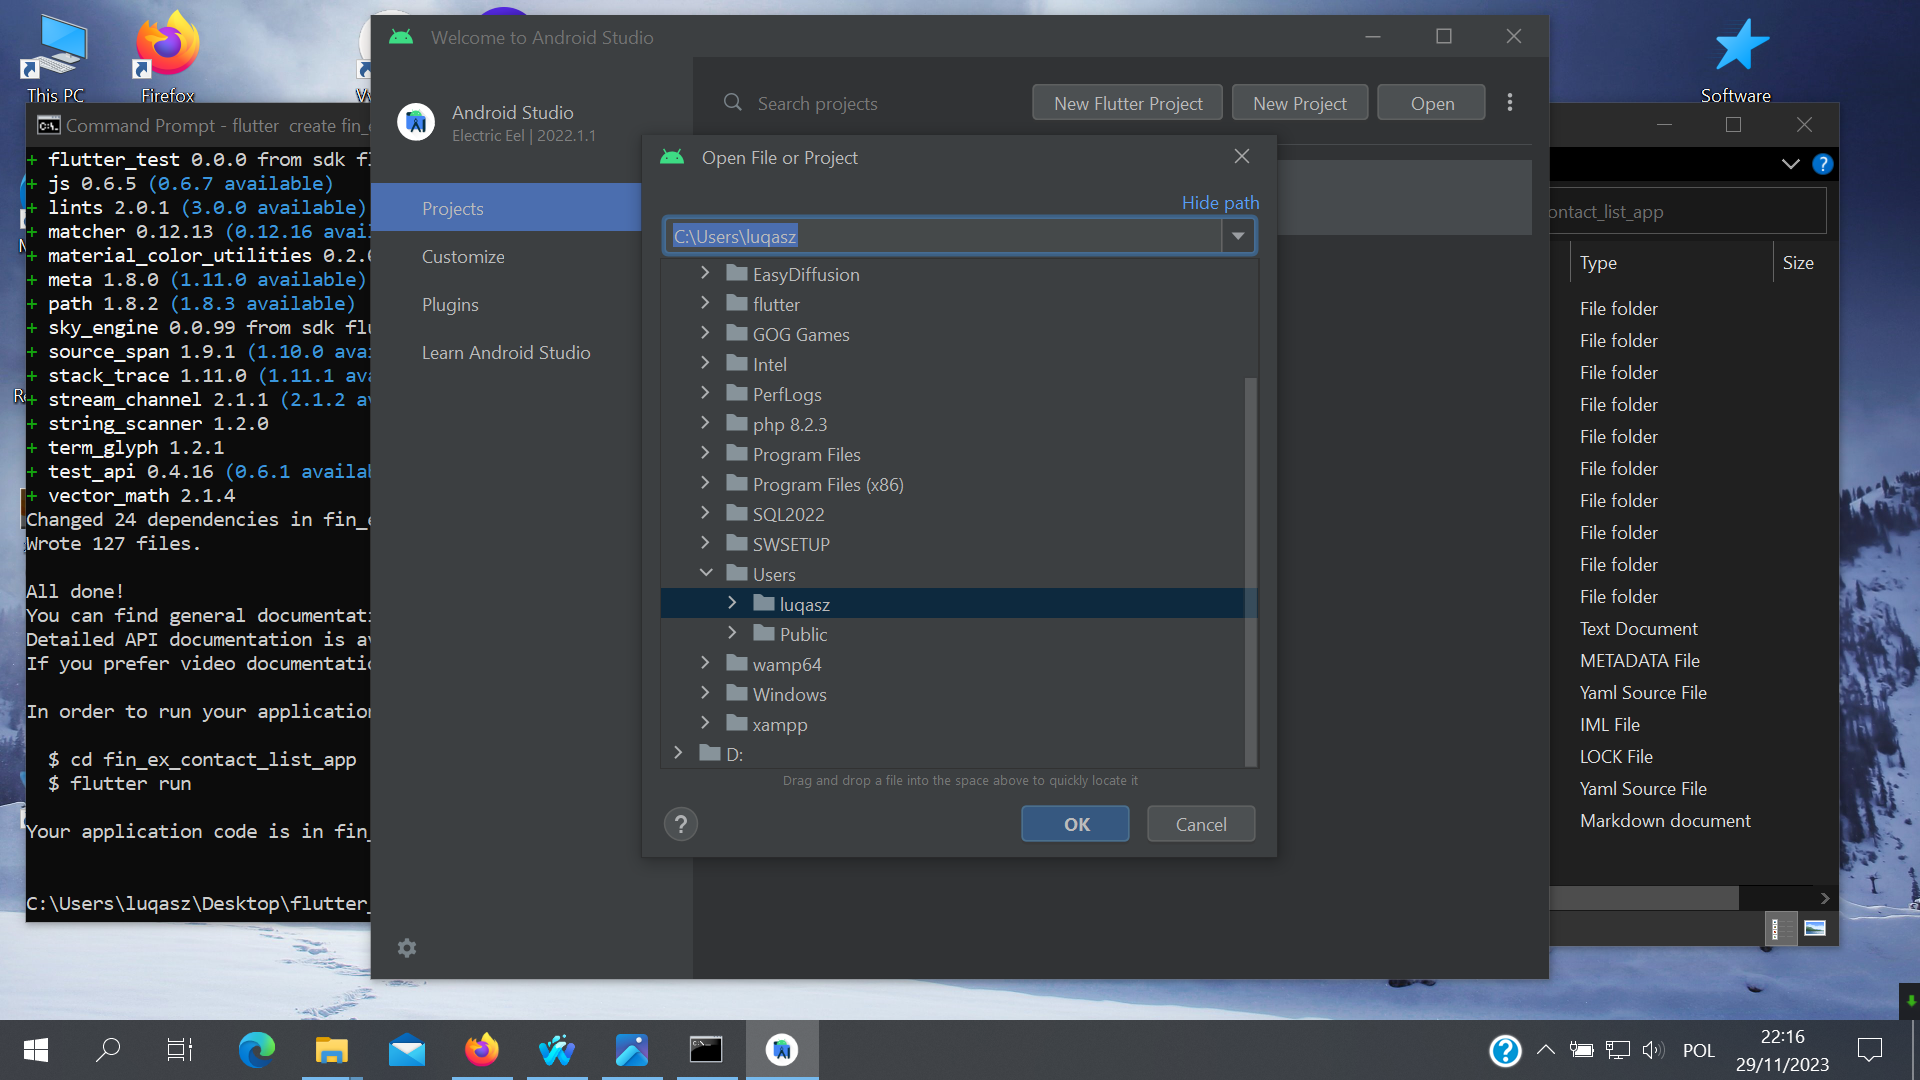 This PC
Firefox
Software
Command Prompt - flutter  create fin_
+ flutter_test 0.0.0 from sdk fl
+ js 0.6.5 (0.6.7 available)
+ lints 2.0.1 (3.0.0 available)
+ matcher 0.12.13 (0.12.16 avai
+ material_color_utilities 0.2.
+ meta 1.8.0 (1.11.0 available)
+ path 1.8.2 (1.8.3 available)
+ sky_engine 0.0.99 from sdk flu
+ source_span 1.9.1 (1.10.0 ava
+ stack_trace 1.11.0 (1.11.1 av
+ stream_channel 2.1.1 (2.1.2 a
+ string_scanner 1.2.0
+ term_glyph 1.2.1
+ test_api 0.4.16 (0.6.1 availa
+ vector_math 2.1.4
Changed 24 dependencies in fin_
Wrote 127 files.
All done!
You can find general documentati
Detailed API documentation is a
If you prefer video documentatio
In order to run your application
$ cd fin_ex_contact_list_app
$ flutter run
Your application code is in fin_
C:\Users\luqasz\Desktop\flutter_
Welcome to Android Studio
Android Studio
Electric Eel | 2022.1.1
Projects
Customize
Plugins
Learn Android Studio
Search projects
New Flutter Project
New Project
Open
Open File or Project
Hide path
C:\Users\luqasz
EasyDiffusion
flutter
GOG Games
Intel
PerfLogs
php 8.2.3
Program Files
Program Files (x86)
SQL2022
SWSETUP
Users
luqasz
Public
wamp64
Windows
xampp
D:
Drag and drop a file into the space above to quickly locate it
?
OK
Cancel
?
ontact_list_app
Type
Size
File folder
File folder
File folder
File folder
File folder
File folder
File folder
File folder
File folder
File folder
Text Document
METADATA File
Yaml Source File
IML File
LOCK File
Yaml Source File
Markdown document
?
POL
22:16
29/11/2023